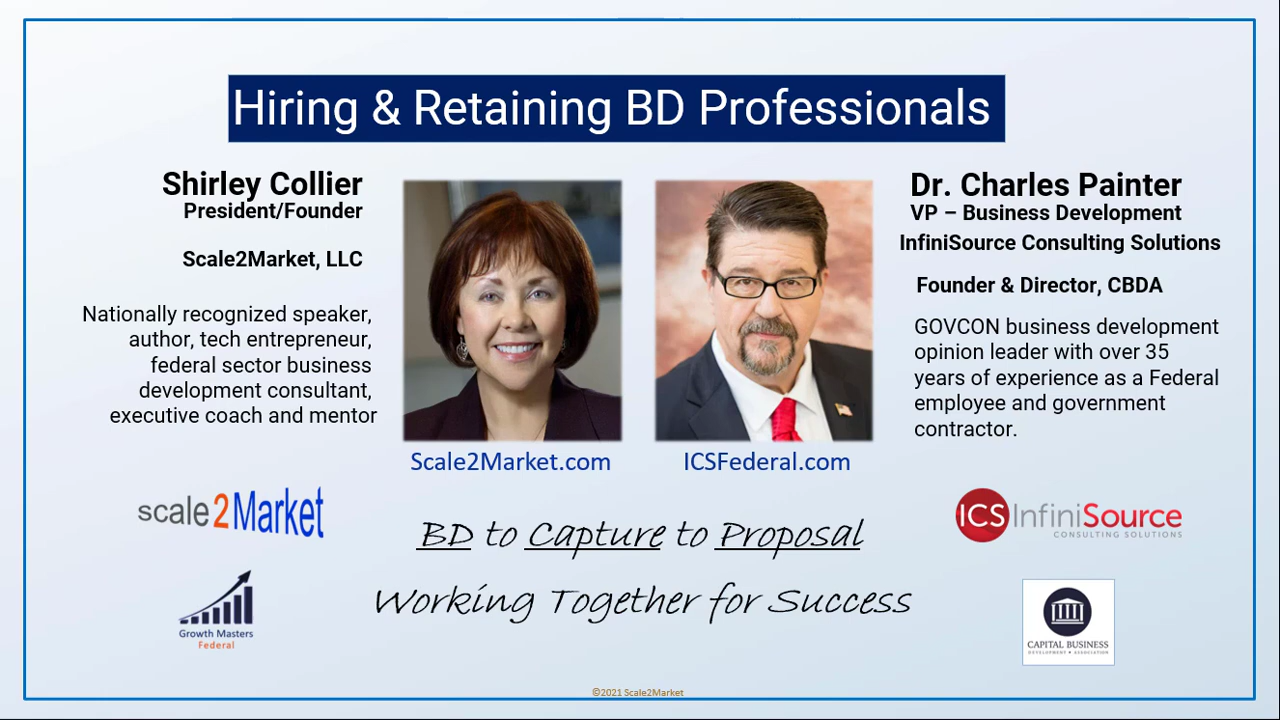 Hiring & Retaining BD Professionals
Shirley Collier
President/Founder
Scale2Market, LLC
Nationally recognized speaker,
author, tech entrepreneur,
federal sector business
development consultant,
executive coach and mentor
Scale2Market.com
ICSFederal.com
Dr. Charles Painter
VP – Business Development
InfiniSource Consulting Solutions
Founder & Director, CBDA
GOVCON business development
opinion leader with over 35
years of experience as a Federal
employee and government
contractor.
scale2Market
BD to Capture to Proposal
Working Together for Success
ICS InfiniSource
CONSULTING SOLUTIONS
Growth Masters
Federal
CAPITAL BUSINESS
DEVELOPMENT ★ ASSOCIATION
©2021 Scale2Market